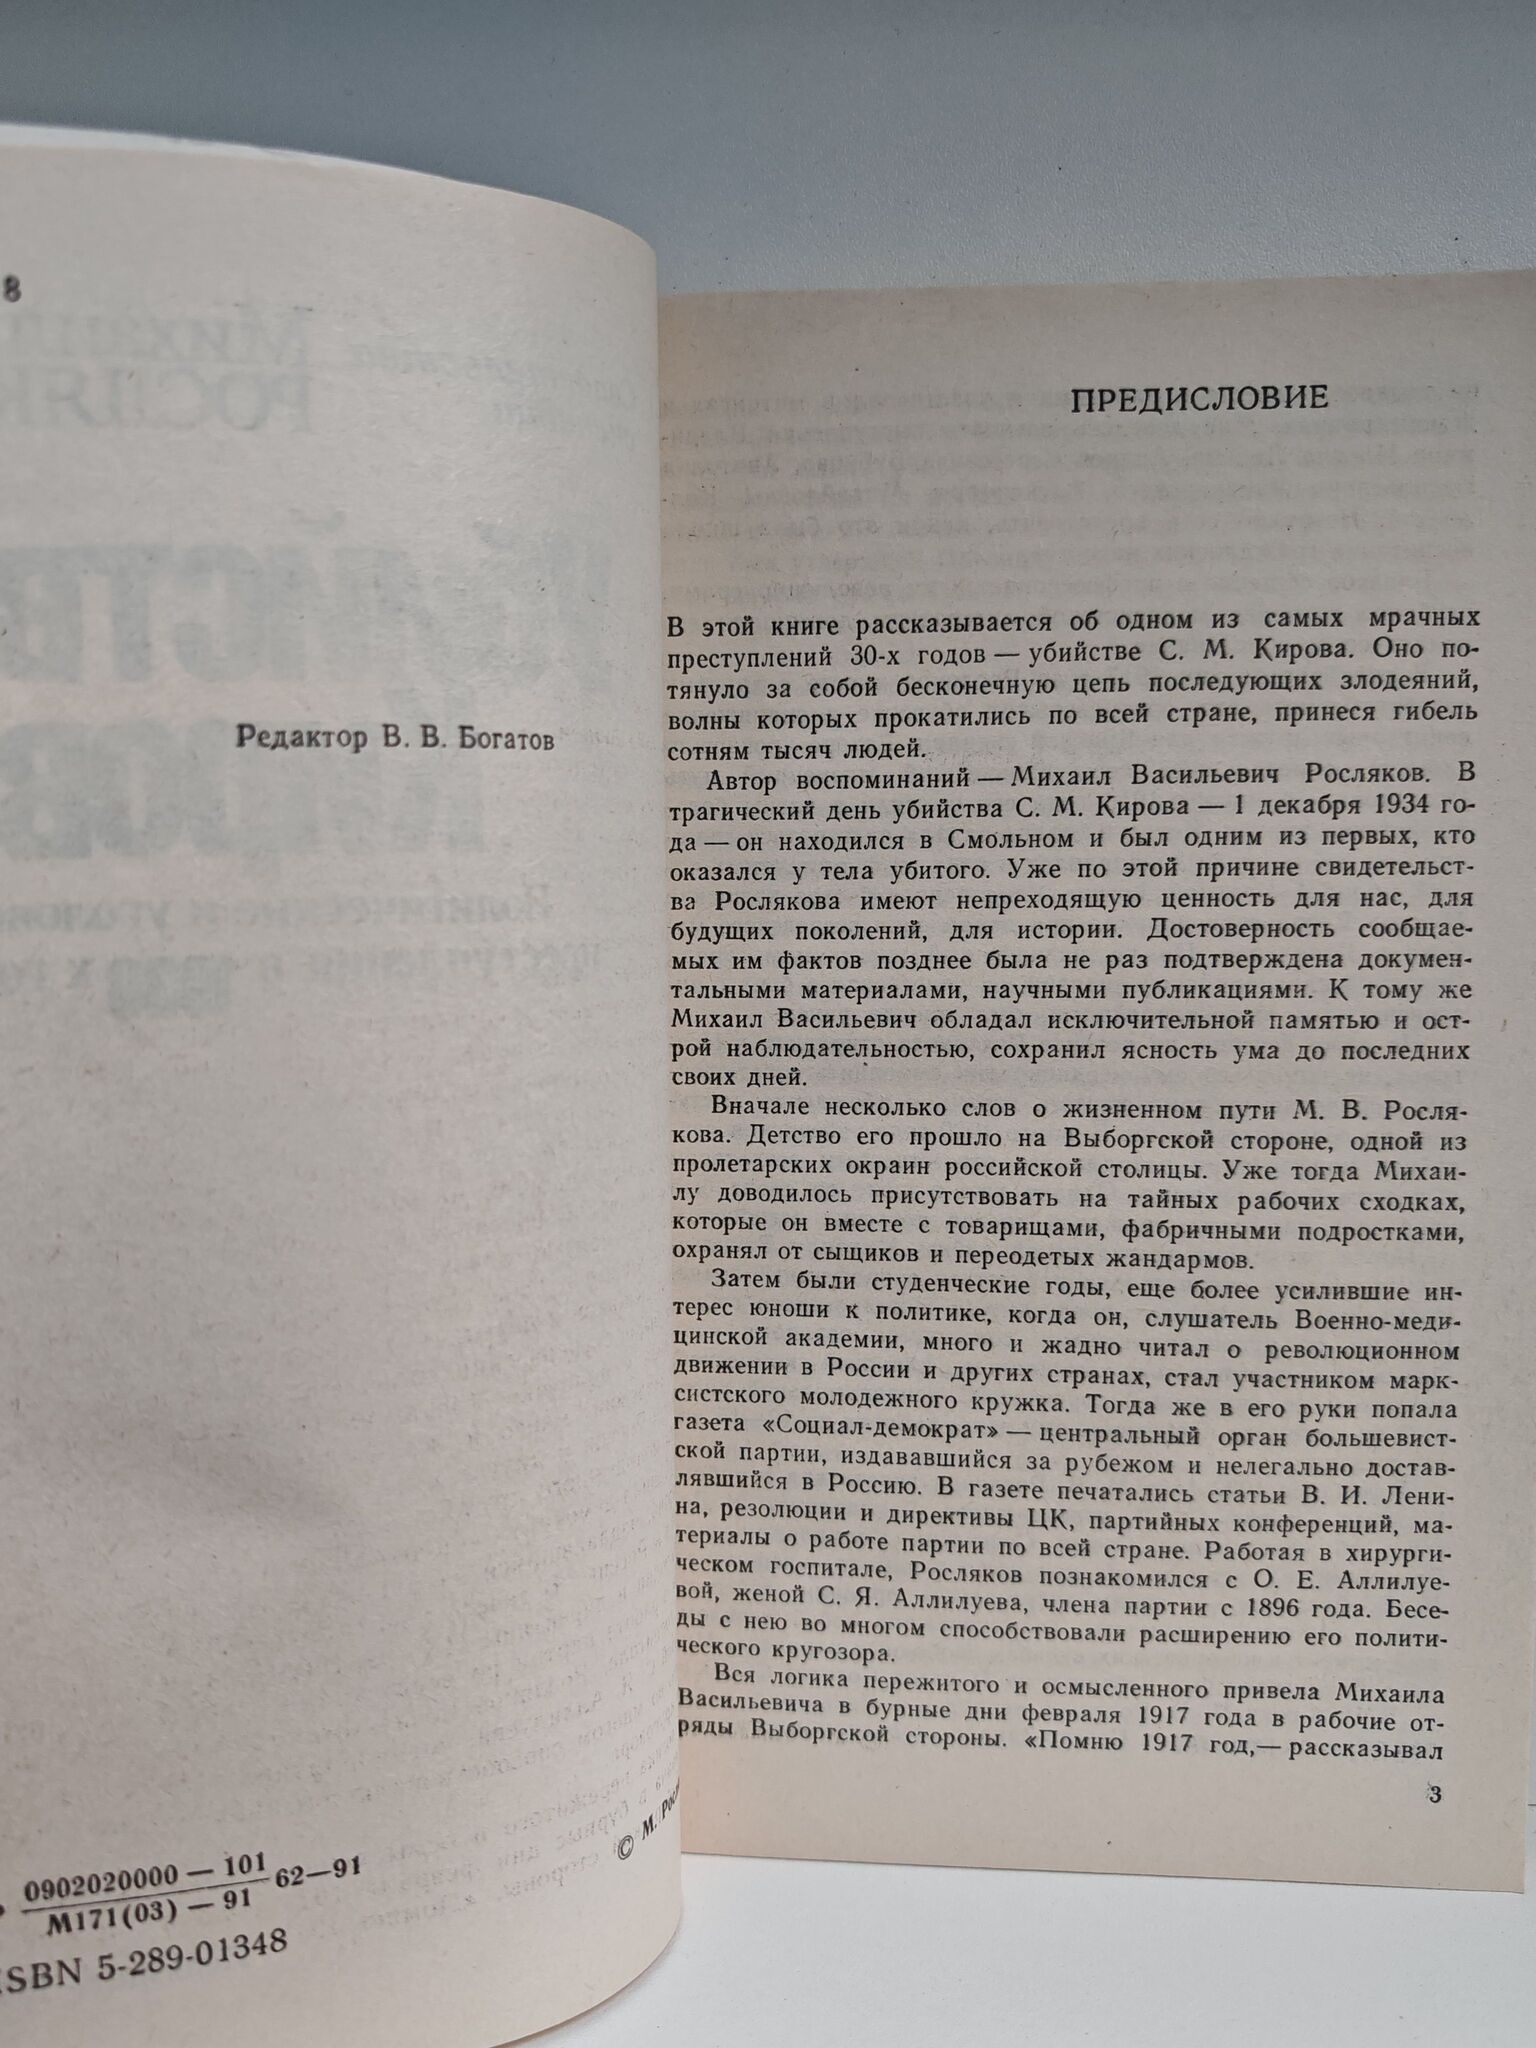 8
Редактор В. В. Богатов
0902020000 — 101
М171(03) — 91
62—91
ISBN 5-289-01348
© М. Росл
ПРЕДИСЛОВИЕ
В этой книге рассказывается об одном из самых мрачных
преступлений 30-х годов — убийстве С. М. Кирова. Оно по-
тянуло за собой бесконечную цепь последующих злодеяний,
волны которых прокатились по всей стране, принеся гибель
сотням тысяч людей.
Автор воспоминаний — Михаил Васильевич Росляков. В
трагический день убийства С. М. Кирова — 1 декабря 1934 го-
да — он находился в Смольном и был одним из первых, кто
оказался у тела убитого. Уже по этой причине свидетельст-
ва Рослякова имеют непреходящую ценность для нас, для
будущих поколений, для истории. Достоверность сообщае-
мых им фактов позднее была не раз подтверждена докумен-
тальными материалами, научными публикациями. К тому же
Михаил Васильевич обладал исключительной памятью и ост-
рой наблюдательностью, сохранил ясность ума до последних
своих дней.
Вначале несколько слов о жизненном пути М. В. Росля-
кова. Детство его прошло на Выборгской стороне, одной из
пролетарских окраин российской столицы. Уже тогда Михаи-
лу доводилось присутствовать на тайных рабочих сходках,
которые он вместе с товарищами, фабричными подростками,
охранял от сыщиков и переодетых жандармов.
Затем были студенческие годы, еще более усилившие ин-
терес юноши к политике, когда он, слушатель Военно-меди-
цинской академии, много и жадно читал о революционном
движении в России и других странах, стал участником марк-
систского молодежного кружка. Тогда же в его руки попала
газета «Социал-демократ» — центральный орган большевист-
ской партии, издававшийся за рубежом и нелегально достав-
лявшийся в Россию. В газете печатались статьи В. И. Лени-
на, резолюции и директивы ЦК, партийных конференций, ма-
териалы о работе партии по всей стране. Работая в хирурги-
ческом госпитале, Росляков познакомился с О. Е. Аллилуе-
вой, женой С. Я. Аллилуева, члена партии с 1896 года. Бесе-
ды с нею во многом способствовали расширению его полити-
ческого кругозора.
Вся логика пережитого и осмысленного привела Михаила
Васильевича в бурные дни февраля 1917 года в рабочие от-
ряды Выборгской стороны. «Помню 1917 год,— рассказывал
3